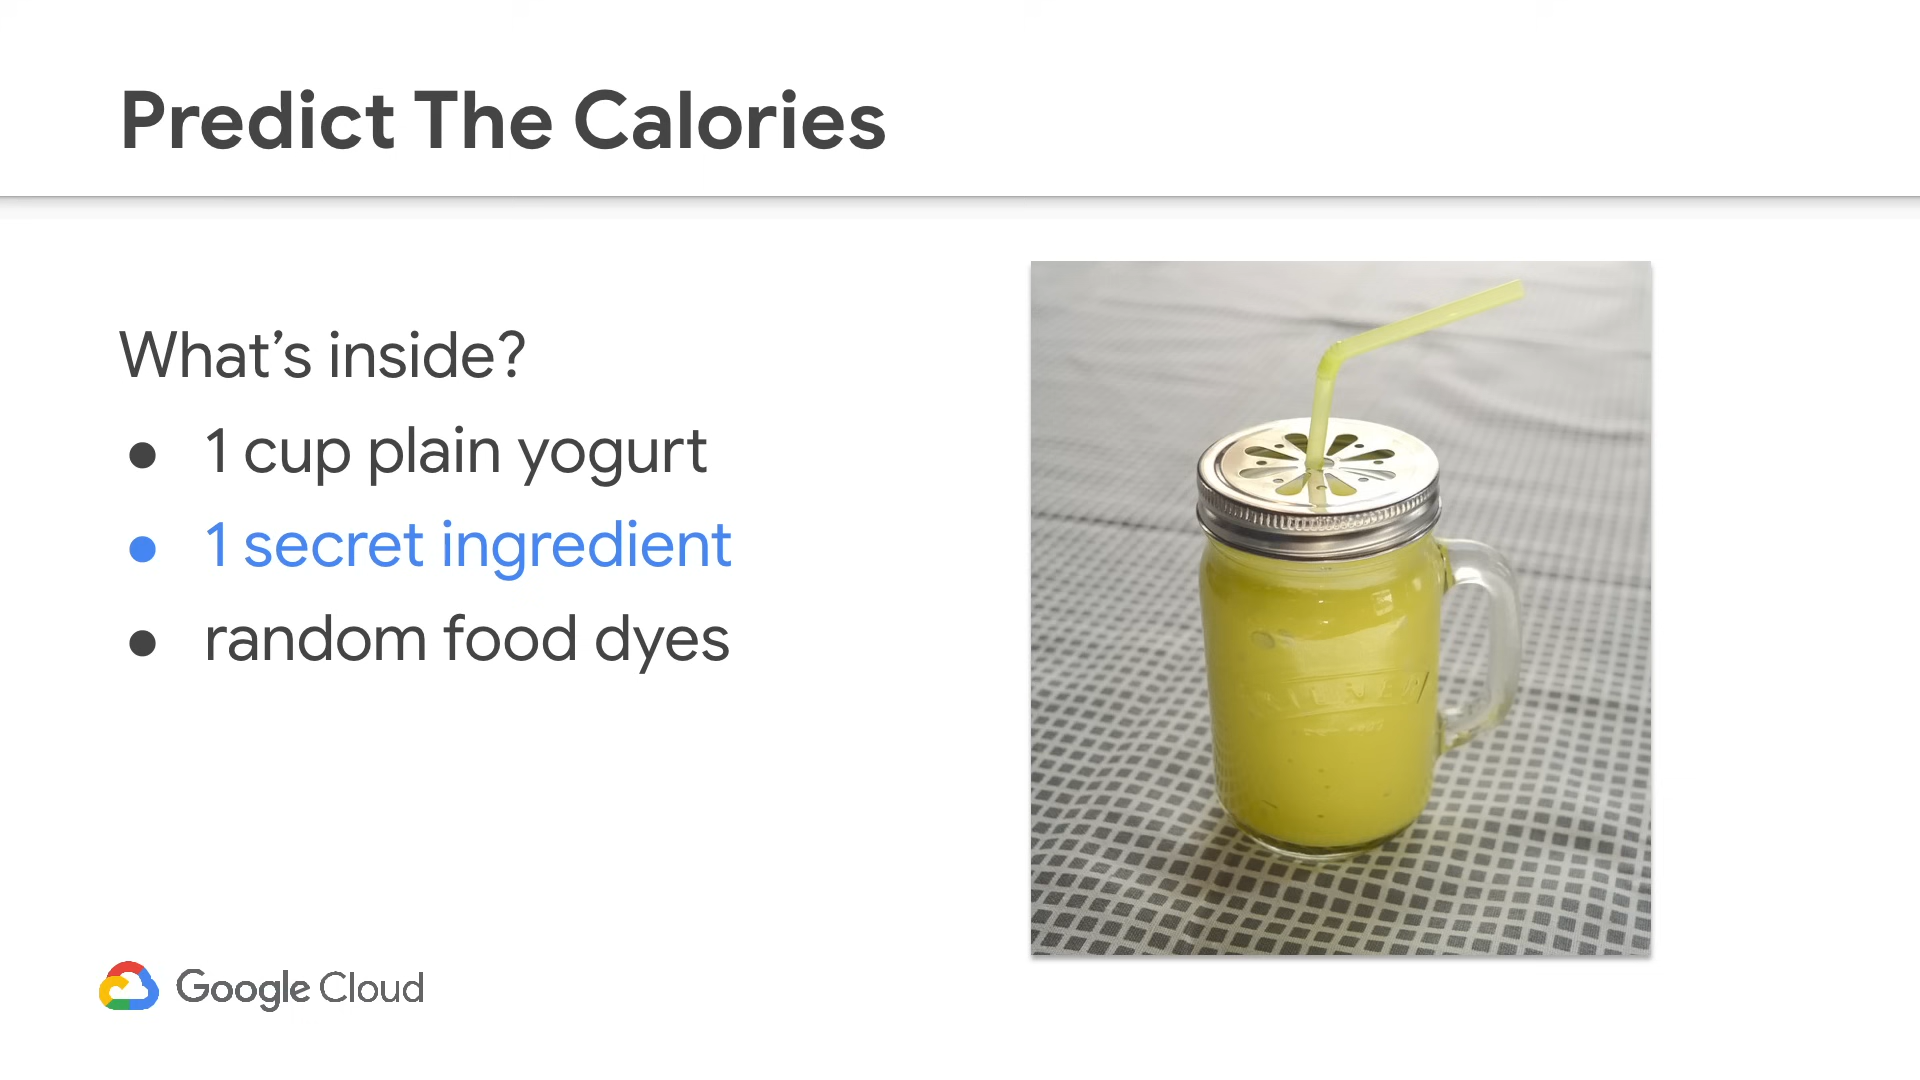 Predict The Calories
What's inside?
● 1 cup plain yogurt
● 1 secret ingredient
● random food dyes
Google Cloud